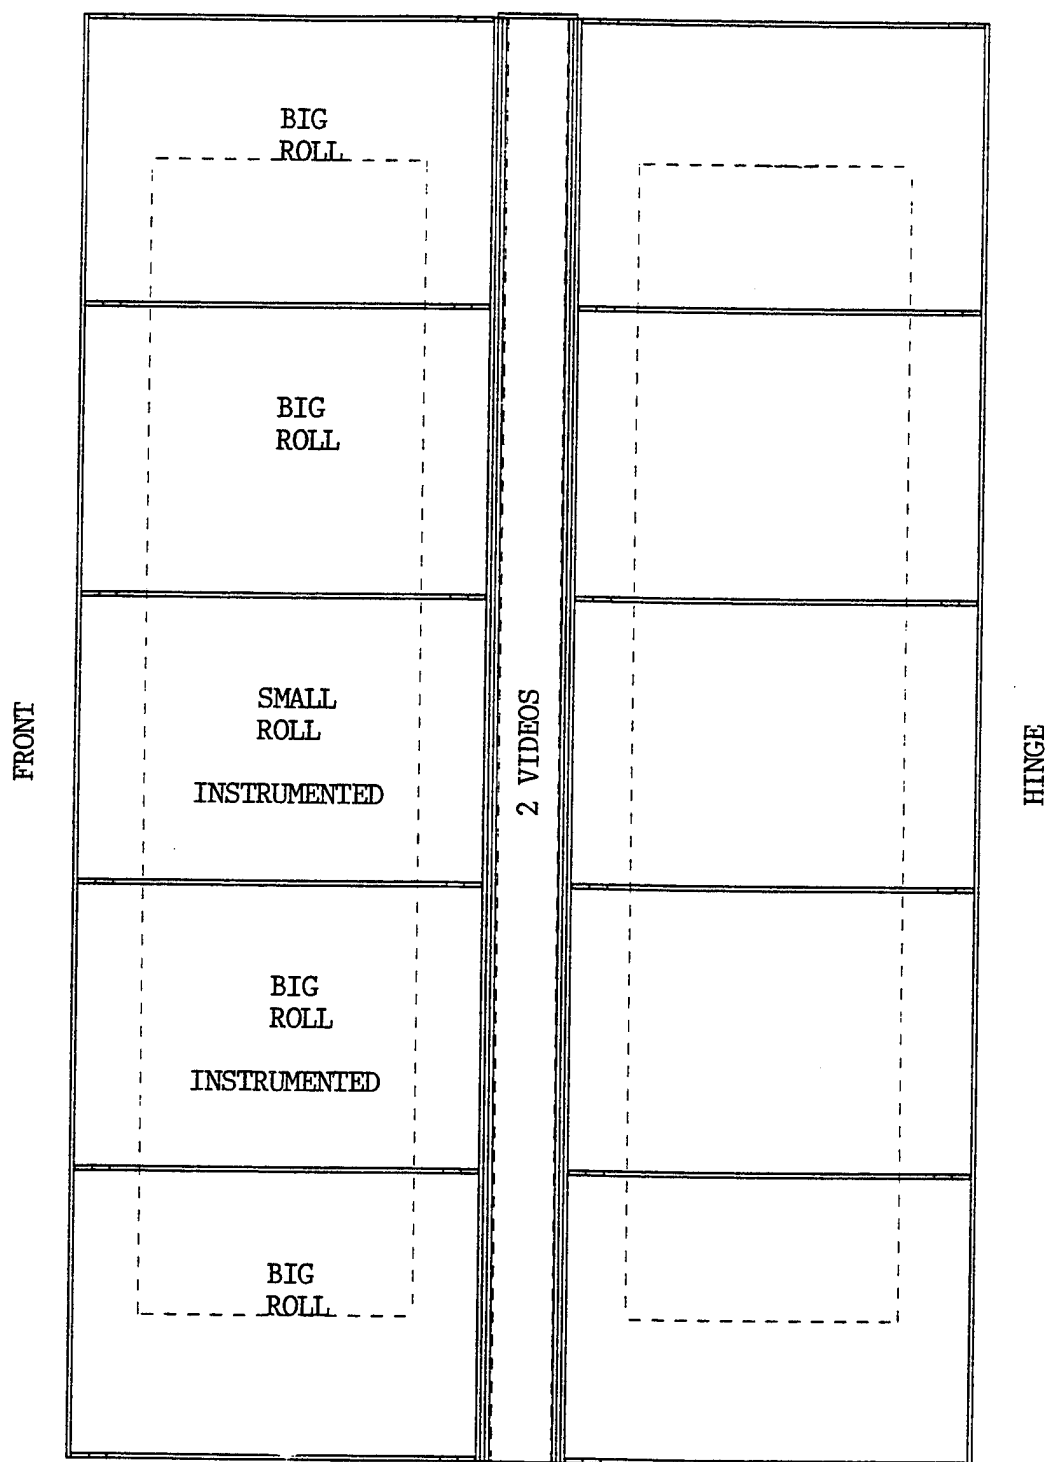 BIG
ROLL
BIG
ROLL
SMALL
ROLL
INSTRUMENTED
FRONT
2 VIDEOS
HINGE
BIG
ROLL
INSTRUMENTED
BIG
ROLL